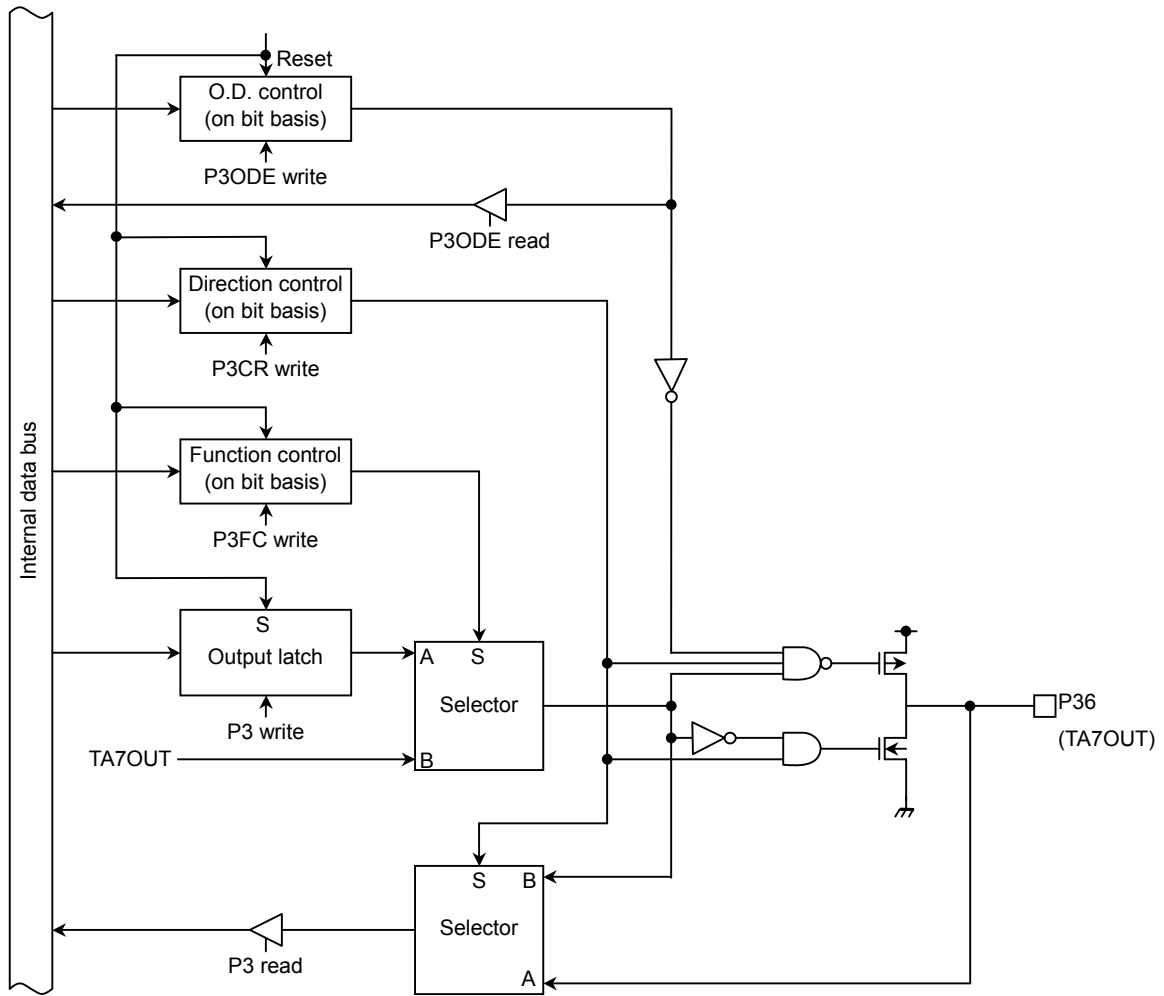 Reset
O.D. control
(on bit basis)
P3ODE write
P3ODE read
Direction control
(on bit basis)
P3CR write
Internal data bus
Function control
(on bit basis)
P3FC write
S
Output latch
P3 write
A
S
Selector
B
TA7OUT
P36
(TA7OUT)
S
B
Selector
A
P3 read